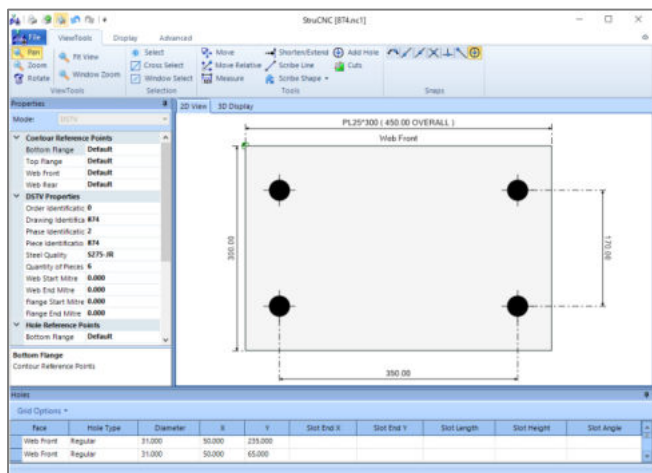 StruCNC [874.nc1]
File ViewTools Display Advanced
Pan Fit View Select Move Shorten/Extend Add Hole
Zoom Window Zoom Cross Select Move Relative Scribe Line Cuts
Rotate Window Select Measure Scribe Shape
ViewTools Selection Tools Snaps
Properties
Mode: DSTV
2D View 3D Display
Contour Reference Points
Bottom Flange Default
Top Flange Default
Web Front Default
Web Rear Default
DSTV Properties
Order Identificatic 0
Drawing Identifica 874
Phase Identificatic 2
Piece Identificatio 874
Steel Quality S275-JR
Quantity of Pieces 6
Web Start Mitre 0.000
Web End Mitre 0.000
Flange Start Mitre 0.000
Flange End Mitre 0.000
Hole Reference Points
Bottom Flange Default
Bottom Flange
Contour Reference Points
PL25*300 ( 450.00 OVERALL )
Web Front
300.00
170.00
350.00
Holes
Grid Options
Face Hole Type Diameter X Y Slot End X Slot End Y Slot Length Slot Height Slot Angle
Web Front Regular 31.000 50.000 235.000
Web Front Regular 31.000 50.000 65.000